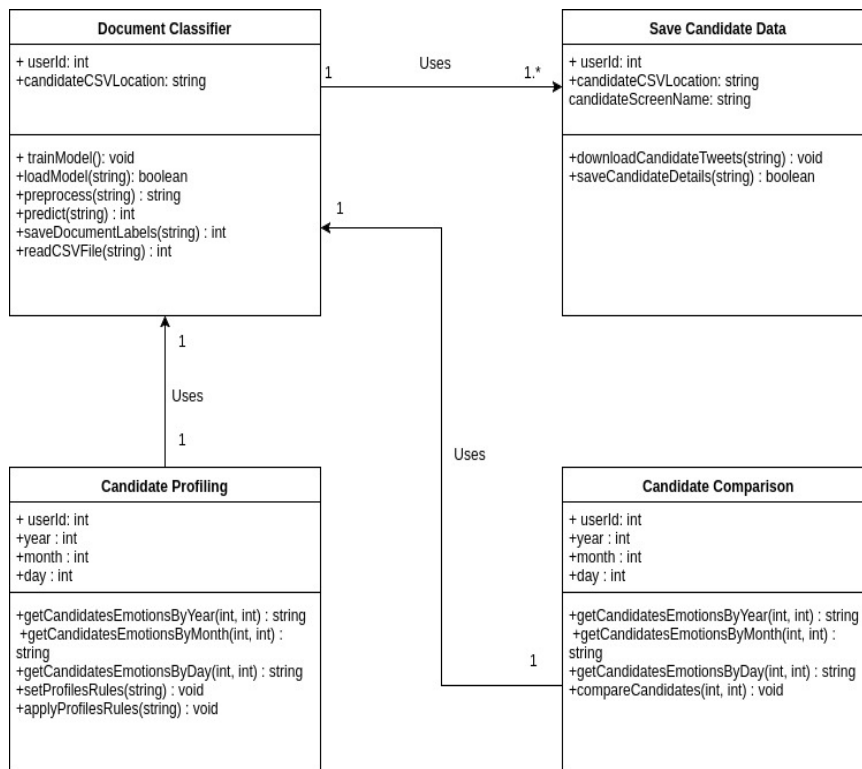 Document Classifier
+ userId: int
+candidateCSVLocation: string
+ trainModel(): void
+loadModel(string): boolean
+preprocess(string) : string
+predict(string) : int
+saveDocumentLabels(string) : int
+readCSVFile(string) : int
1
Uses
1.*
Save Candidate Data
+ userId: int
+candidateCSVLocation: string
candidateScreenName: string
+downloadCandidateTweets(string) : void
+saveCandidateDetails(string) : boolean
1
1
Uses
1
Uses
1
Candidate Profiling
+ userId: int
+year : int
+month : int
+day : int
+getCandidatesEmotionsByYear(int, int) : string
+getCandidatesEmotionsByMonth(int, int) :
string
+getCandidatesEmotionsByDay(int, int) : string
+setProfilesRules(string) : void
+applyProfilesRules(string) : void
Candidate Comparison
+ userId: int
+year : int
+month : int
+day : int
+getCandidatesEmotionsByYear(int, int) : string
+getCandidatesEmotionsByMonth(int, int) :
string
+getCandidatesEmotionsByDay(int, int) : string
+compareCandidates(int, int) : void